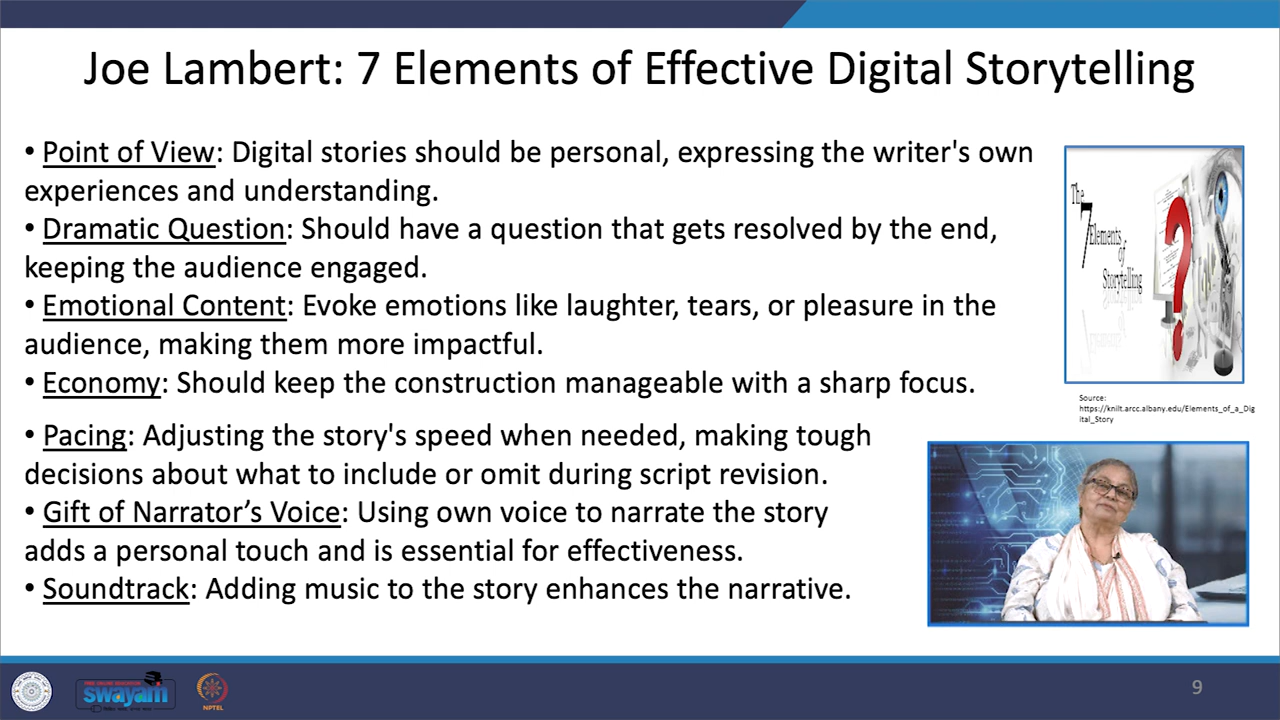 Joe Lambert: 7 Elements of Effective Digital Storytelling
• Point of View: Digital stories should be personal, expressing the writer's own
experiences and understanding.
• Dramatic Question: Should have a question that gets resolved by the end,
keeping the audience engaged.
• Emotional Content: Evoke emotions like laughter, tears, or pleasure in the
audience, making them more impactful.
• Economy: Should keep the construction manageable with a sharp focus.
• Pacing: Adjusting the story's speed when needed, making tough
decisions about what to include or omit during script revision.
• Gift of Narrator’s Voice: Using own voice to narrate the story
adds a personal touch and is essential for effectiveness.
• Soundtrack: Adding music to the story enhances the narrative.
The
7
Elements
of
Storytelling
Source:
https://knilt.arcc.albany.edu/Elements_of_a_Dig
ital_Story
FREE ONLINE EDUCATION
swayam
NPTEL
9